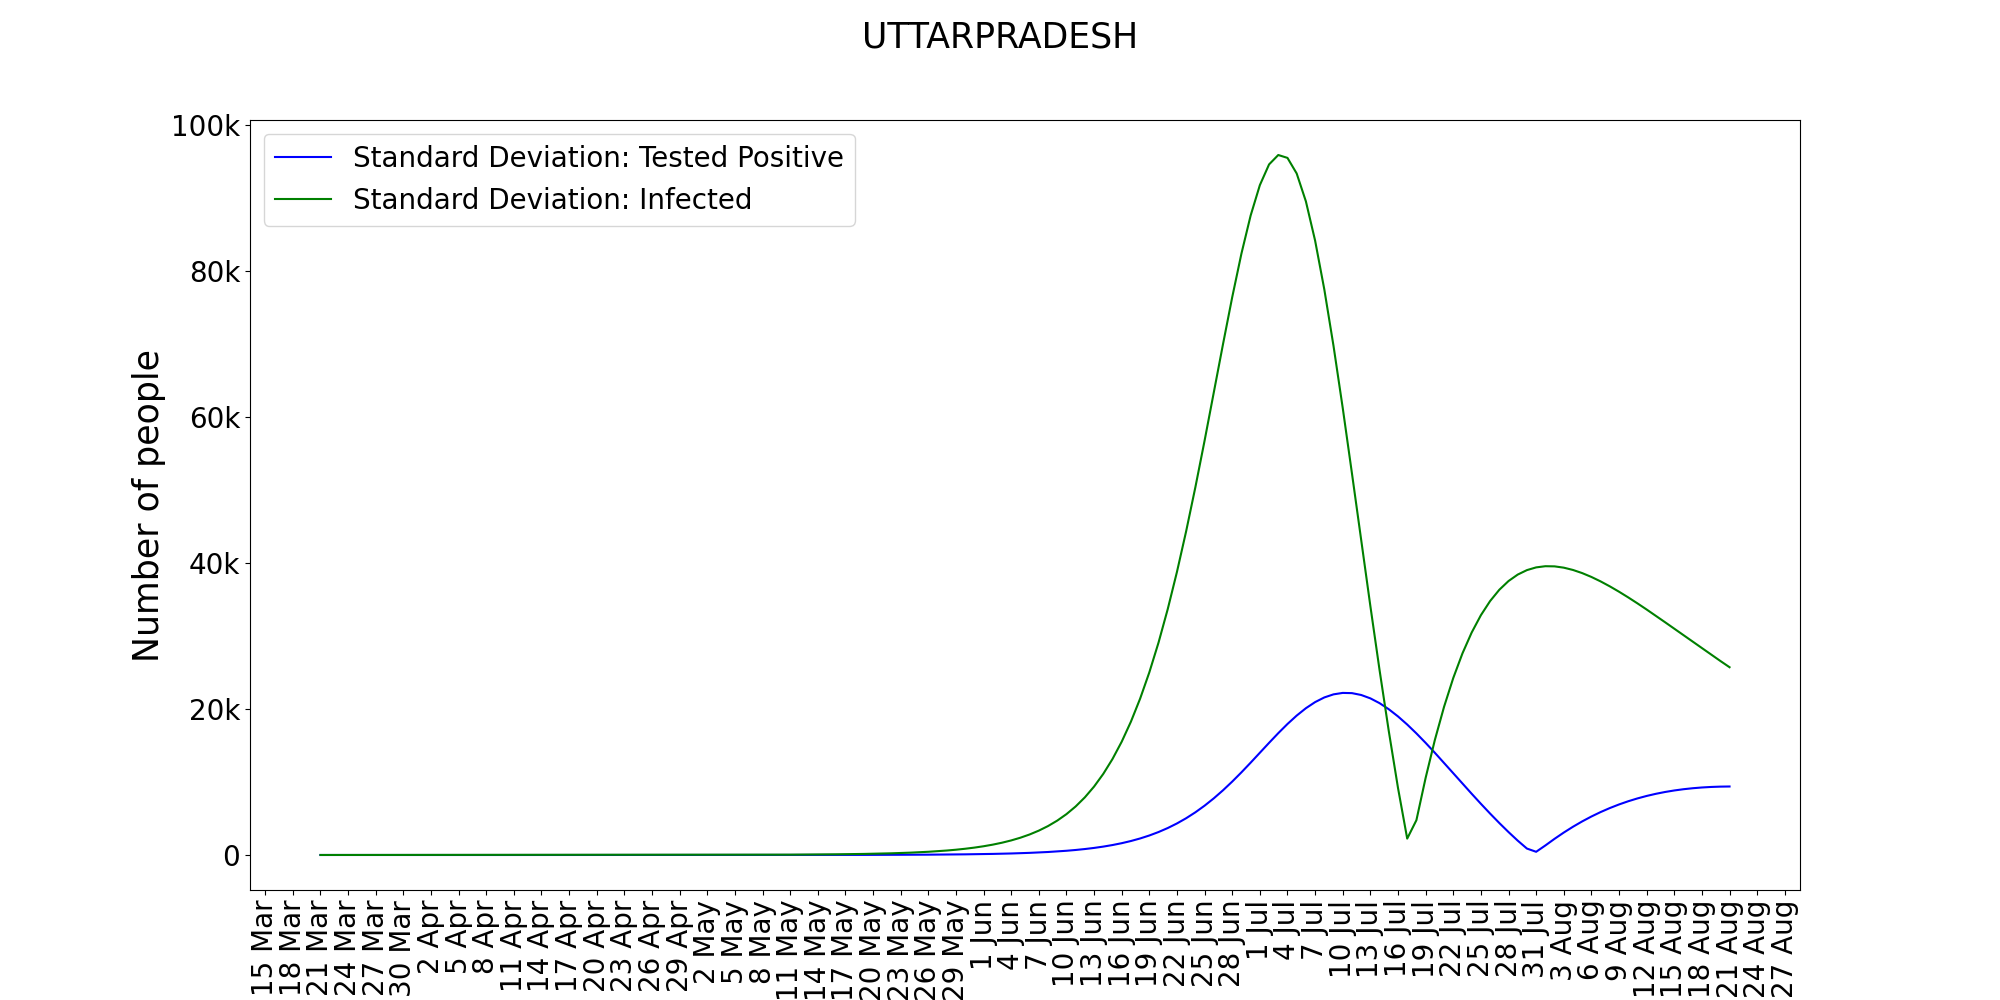 UTTARPRADESH
100k
80k
60k
40k
20k
0
Number of people
Standard Deviation: Tested Positive
Standard Deviation: Infected
15 Mar
18 Mar
21 Mar
24 Mar
27 Mar
30 Mar
2 Apr
5 Apr
8 Apr
11 Apr
14 Apr
17 Apr
20 Apr
23 Apr
26 Apr
29 Apr
2 May
5 May
8 May
11 May
14 May
17 May
20 May
23 May
26 May
29 May
1 Jun
4 Jun
7 Jun
10 Jun
13 Jun
16 Jun
19 Jun
22 Jun
25 Jun
28 Jun
1 Jul
4 Jul
7 Jul
10 Jul
13 Jul
16 Jul
19 Jul
22 Jul
25 Jul
28 Jul
31 Jul
3 Aug
6 Aug
9 Aug
12 Aug
15 Aug
18 Aug
21 Aug
24 Aug
27 Aug